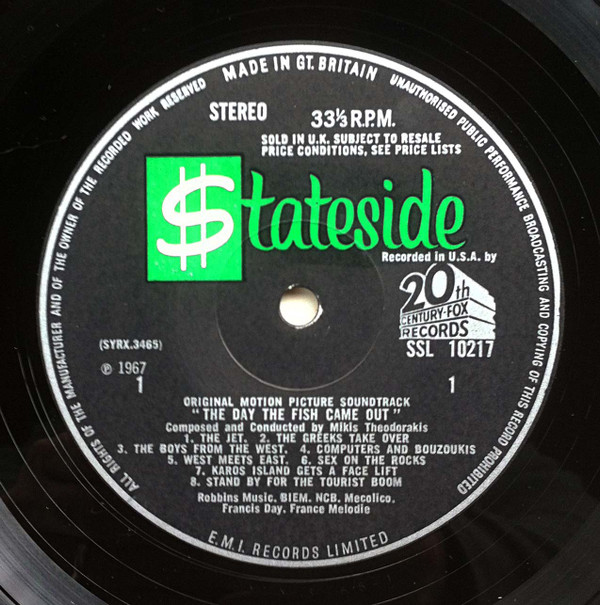 MADE IN GT. BRITAIN
UNAUTHORISED PUBLIC PERFORMANCE BROADCASTING AND COPYING OF THIS RECORD PROHIBITED
ALL RIGHTS OF THE MANUFACTURER AND OF THE OWNER OF THE RECORDED WORK RESERVED
STEREO 33⅓ R.P.M.
SOLD IN U.K. SUBJECT TO RESALE
PRICE CONDITIONS, SEE PRICE LISTS
$tateside
Recorded in U.S.A. by
20th
CENTURY-FOX
RECORDS
(SYRX.3465)
SSL 10217
℗ 1967
1 1
ORIGINAL MOTION PICTURE SOUNDTRACK
"THE DAY THE FISH CAME OUT"
Composed and Conducted by Mikis Theodorakis
1. THE JET. 2. THE GREEKS TAKE OVER
3. THE BOYS FROM THE WEST. 4. COMPUTERS AND BOUZOUKIS
5. WEST MEETS EAST. 6. SEX ON THE ROCKS
7. KAROS ISLAND GETS A FACE LIFT
8. STAND BY FOR THE TOURIST BOOM
Robbins Music. BIEM. NCB. Mecolico.
Francis Day. France Melodie
E.M.I. RECORDS LIMITED